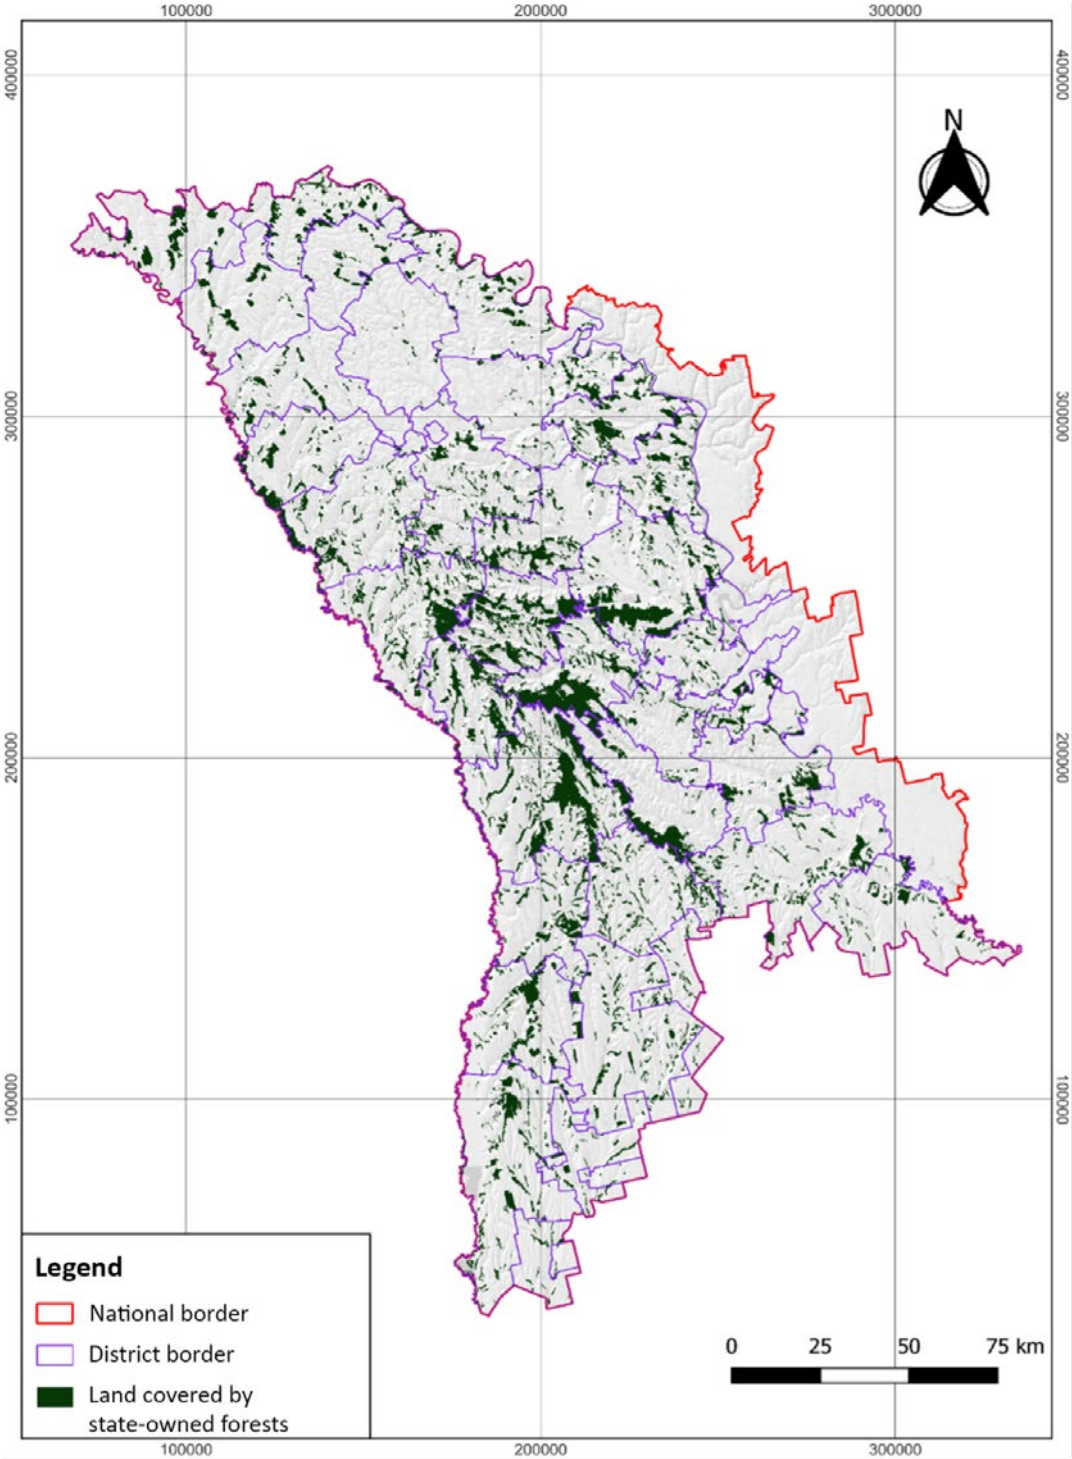 100000 200000 300000
400000 400000
N
300000 300000
200000 200000
100000 100000
Legend
National border
District border
Land covered by
state-owned forests
0 25 50 75 km
100000 200000 300000